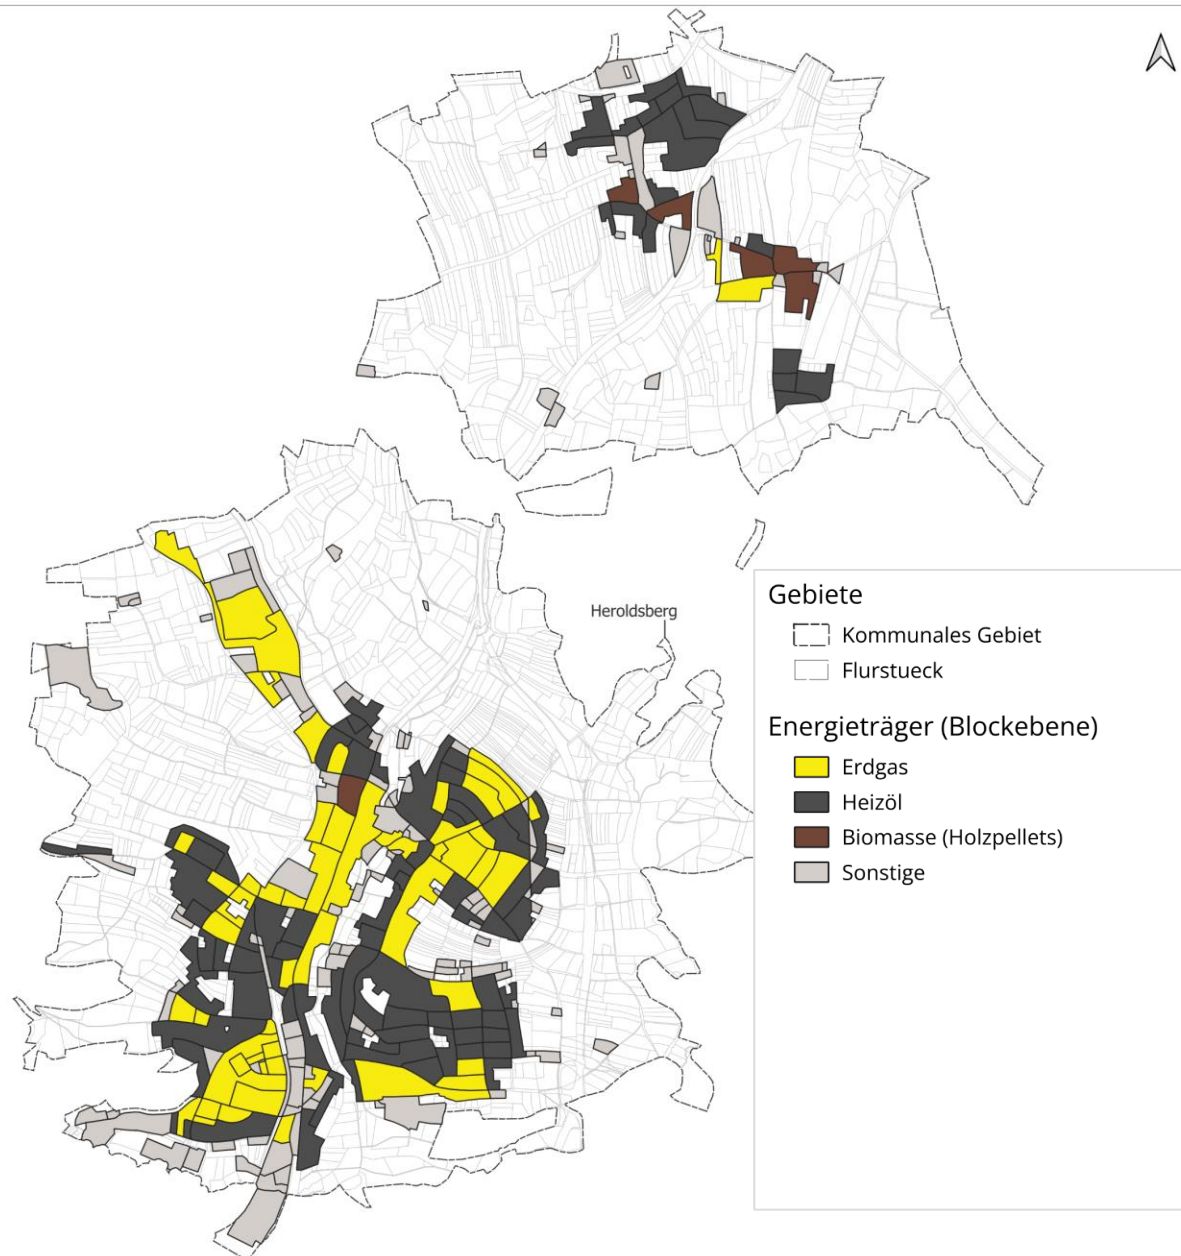 Heroldsberg
Gebiete
Kommunales Gebiet
Flurstueck
Energieträger (Blockebene)
Erdgas
Heizöl
Biomasse (Holzpellets)
Sonstige